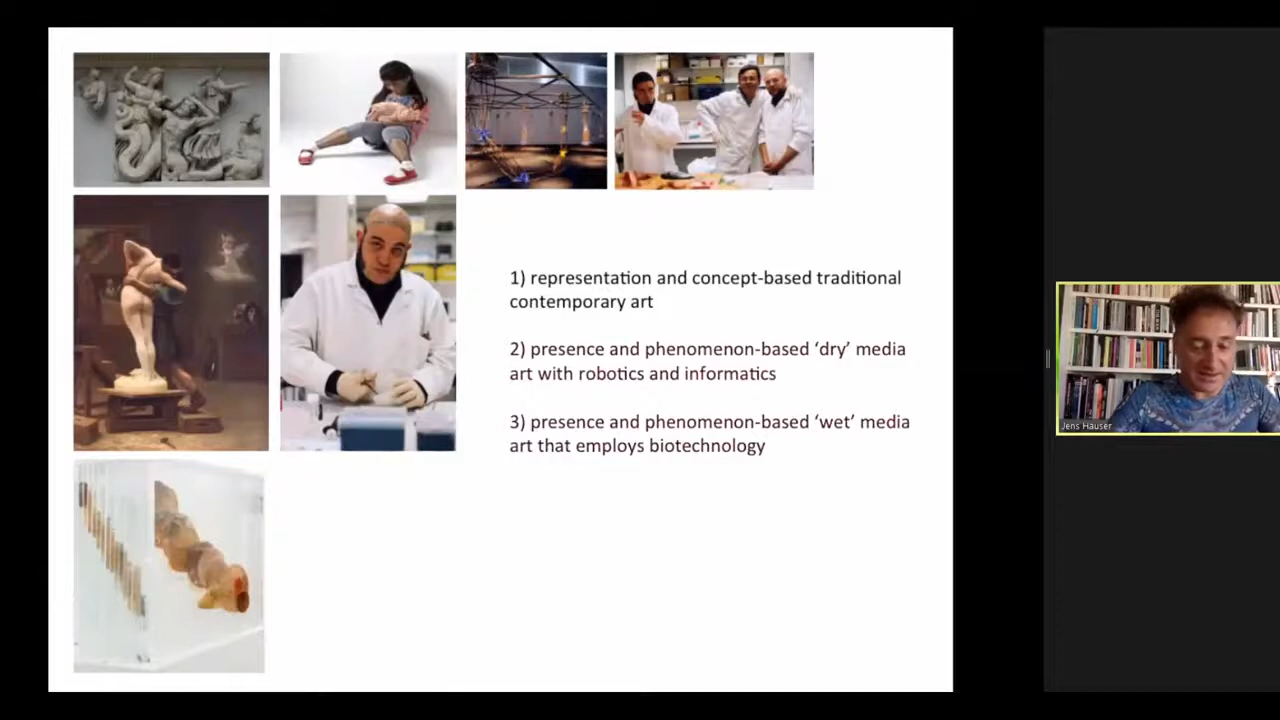 1) representation and concept-based traditional
contemporary art
2) presence and phenomenon-based ‘dry’ media
art with robotics and informatics
3) presence and phenomenon-based ‘wet’ media
art that employs biotechnology
Jens Hauser